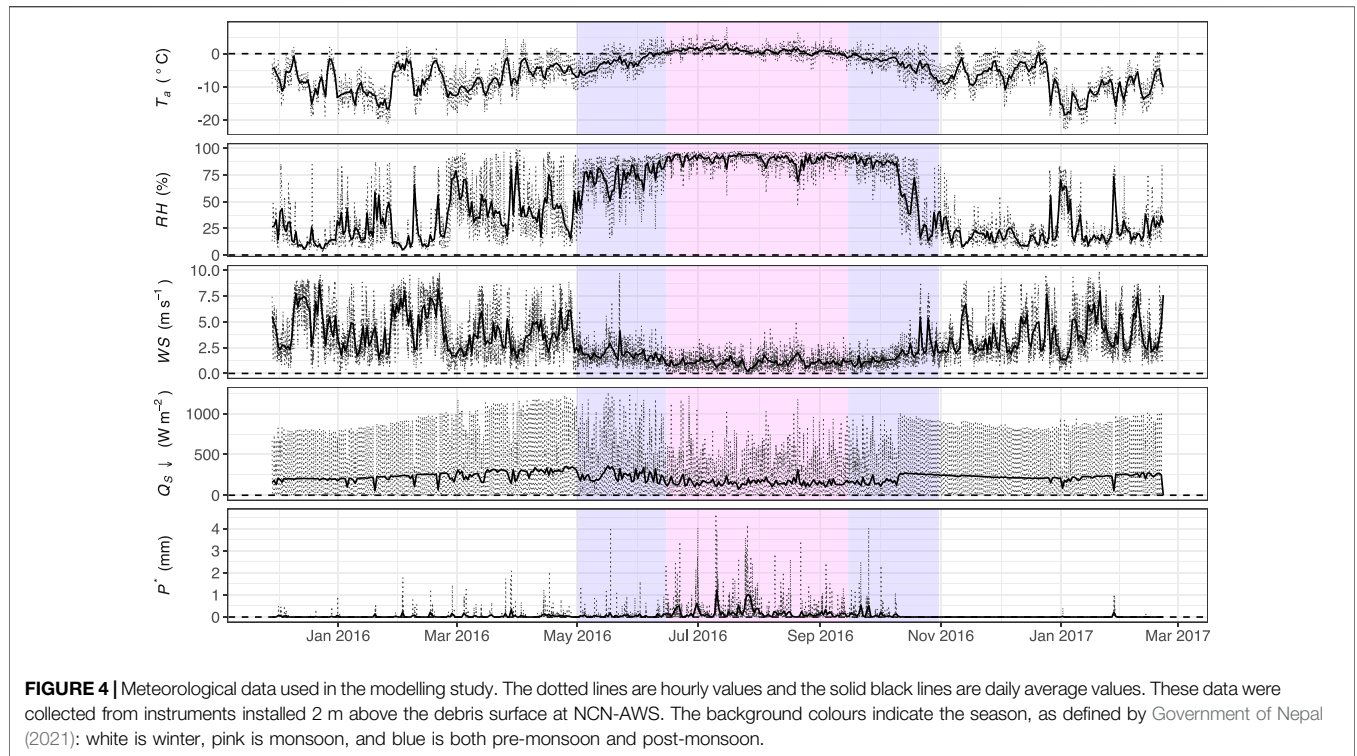 T_a (°C)
0
-10
-20
RH (%)
100
75
50
25
0
WS (m s⁻¹)
10.0
7.5
5.0
2.5
0.0
Q_S ↓ (W m⁻²)
1000
500
0
P* (mm)
4
3
2
1
0
Jan 2016 Mar 2016 May 2016 Jul 2016 Sep 2016 Nov 2016 Jan 2017 Mar 2017
FIGURE 4 | Meteorological data used in the modelling study. The dotted lines are hourly values and the solid black lines are daily average values. These data were
collected from instruments installed 2 m above the debris surface at NCN-AWS. The background colours indicate the season, as defined by Government of Nepal
(2021): white is winter, pink is monsoon, and blue is both pre-monsoon and post-monsoon.